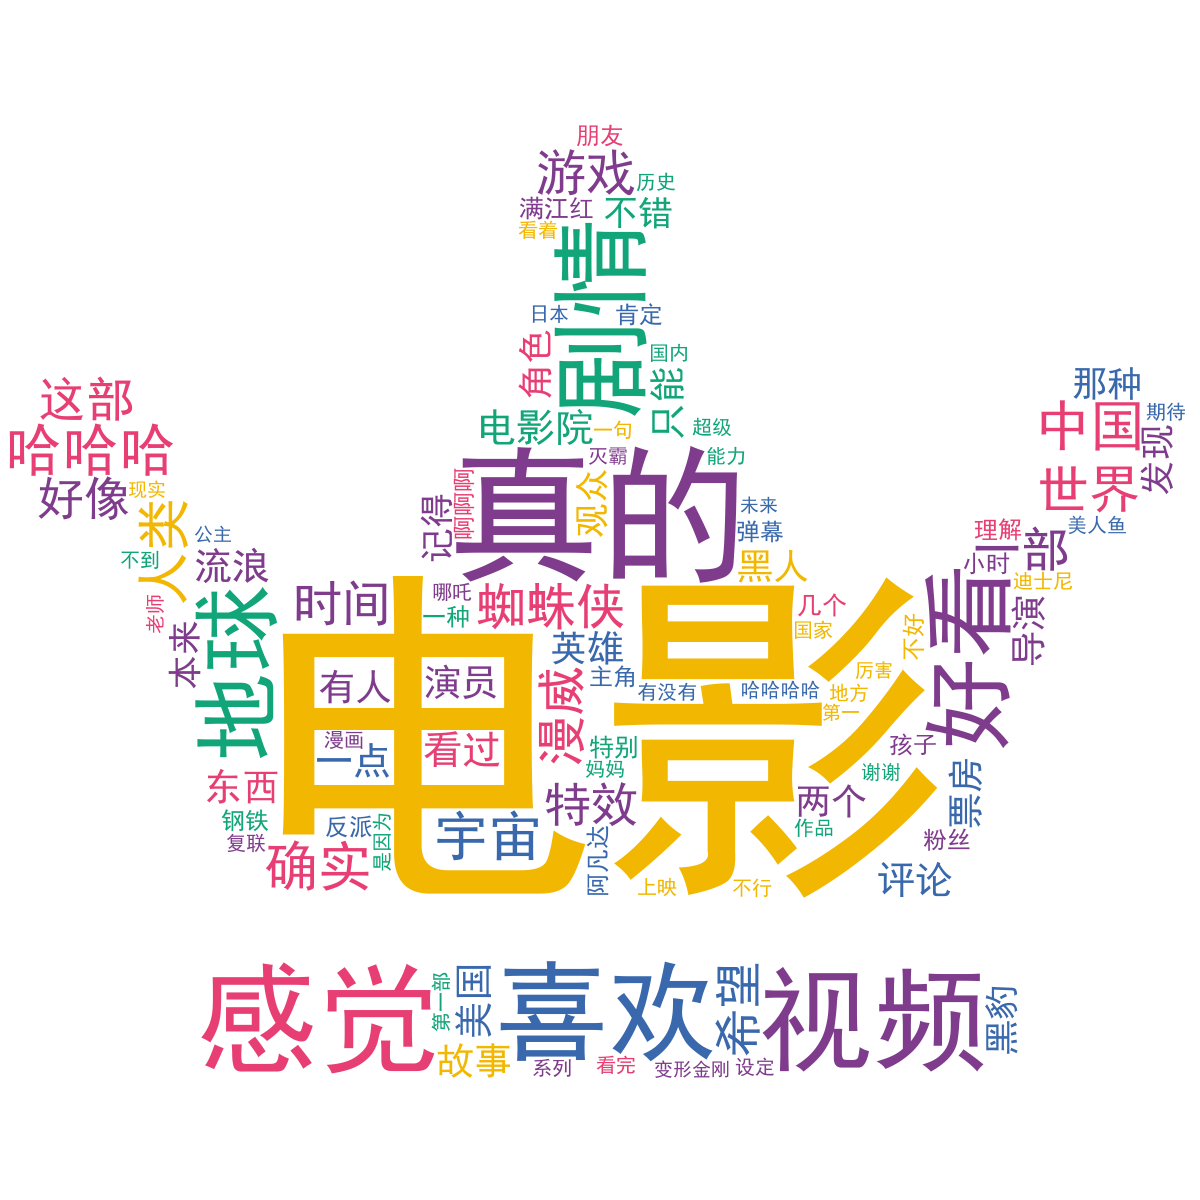 朋友
游戏
历史
满江红
不错
看着
剧情
日本
肯定
角色
国内
只能
电影院
一句
超级
这部
哈哈哈
好像
现实
那种
中国
期待
发现
世界
美人鱼
理解
一部
小时
迪士尼
灭霸
能力
真的
观众
啊啊啊
记得
未来
弹幕
黑人
人类
公主
不到
流浪
老师
地球
本来
时间
哪吒
一种
蜘蛛侠
电影
几个
国家
不好
好看
导演
英雄
主角
有人
演员
漫威
有没有
哈哈哈哈
厉害
地方
第一
漫画
一点
看过
特别
妈妈
孩子
谢谢
票房
东西
钢铁
复联
反派
是因为
宇宙
特效
阿凡达
两个
作品
粉丝
确实
上映
不行
评论
感觉
第一部
美国
喜欢
希望
视频
黑豹
故事
系列
看完
变形金刚
设定